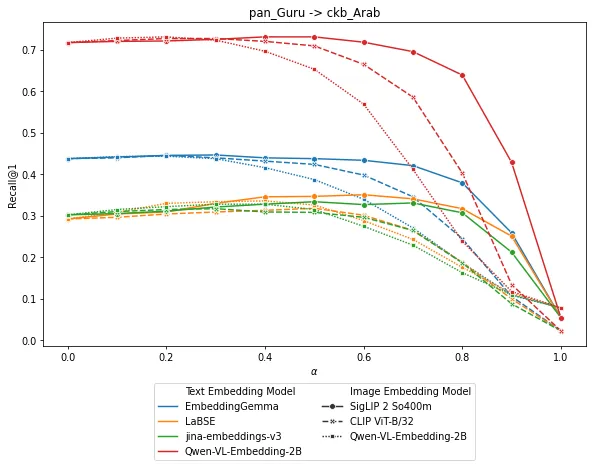 pan_Guru -> ckb_Arab
Recall@1
0.7
0.6
0.5
0.4
0.3
0.2
0.1
0.0
0.0 0.2 0.4 0.6 0.8 1.0
α
Text Embedding Model Image Embedding Model
EmbeddingGemma SigLIP 2 So400m
LaBSE CLIP ViT-B/32
jina-embeddings-v3 Qwen-VL-Embedding-2B
Qwen-VL-Embedding-2B